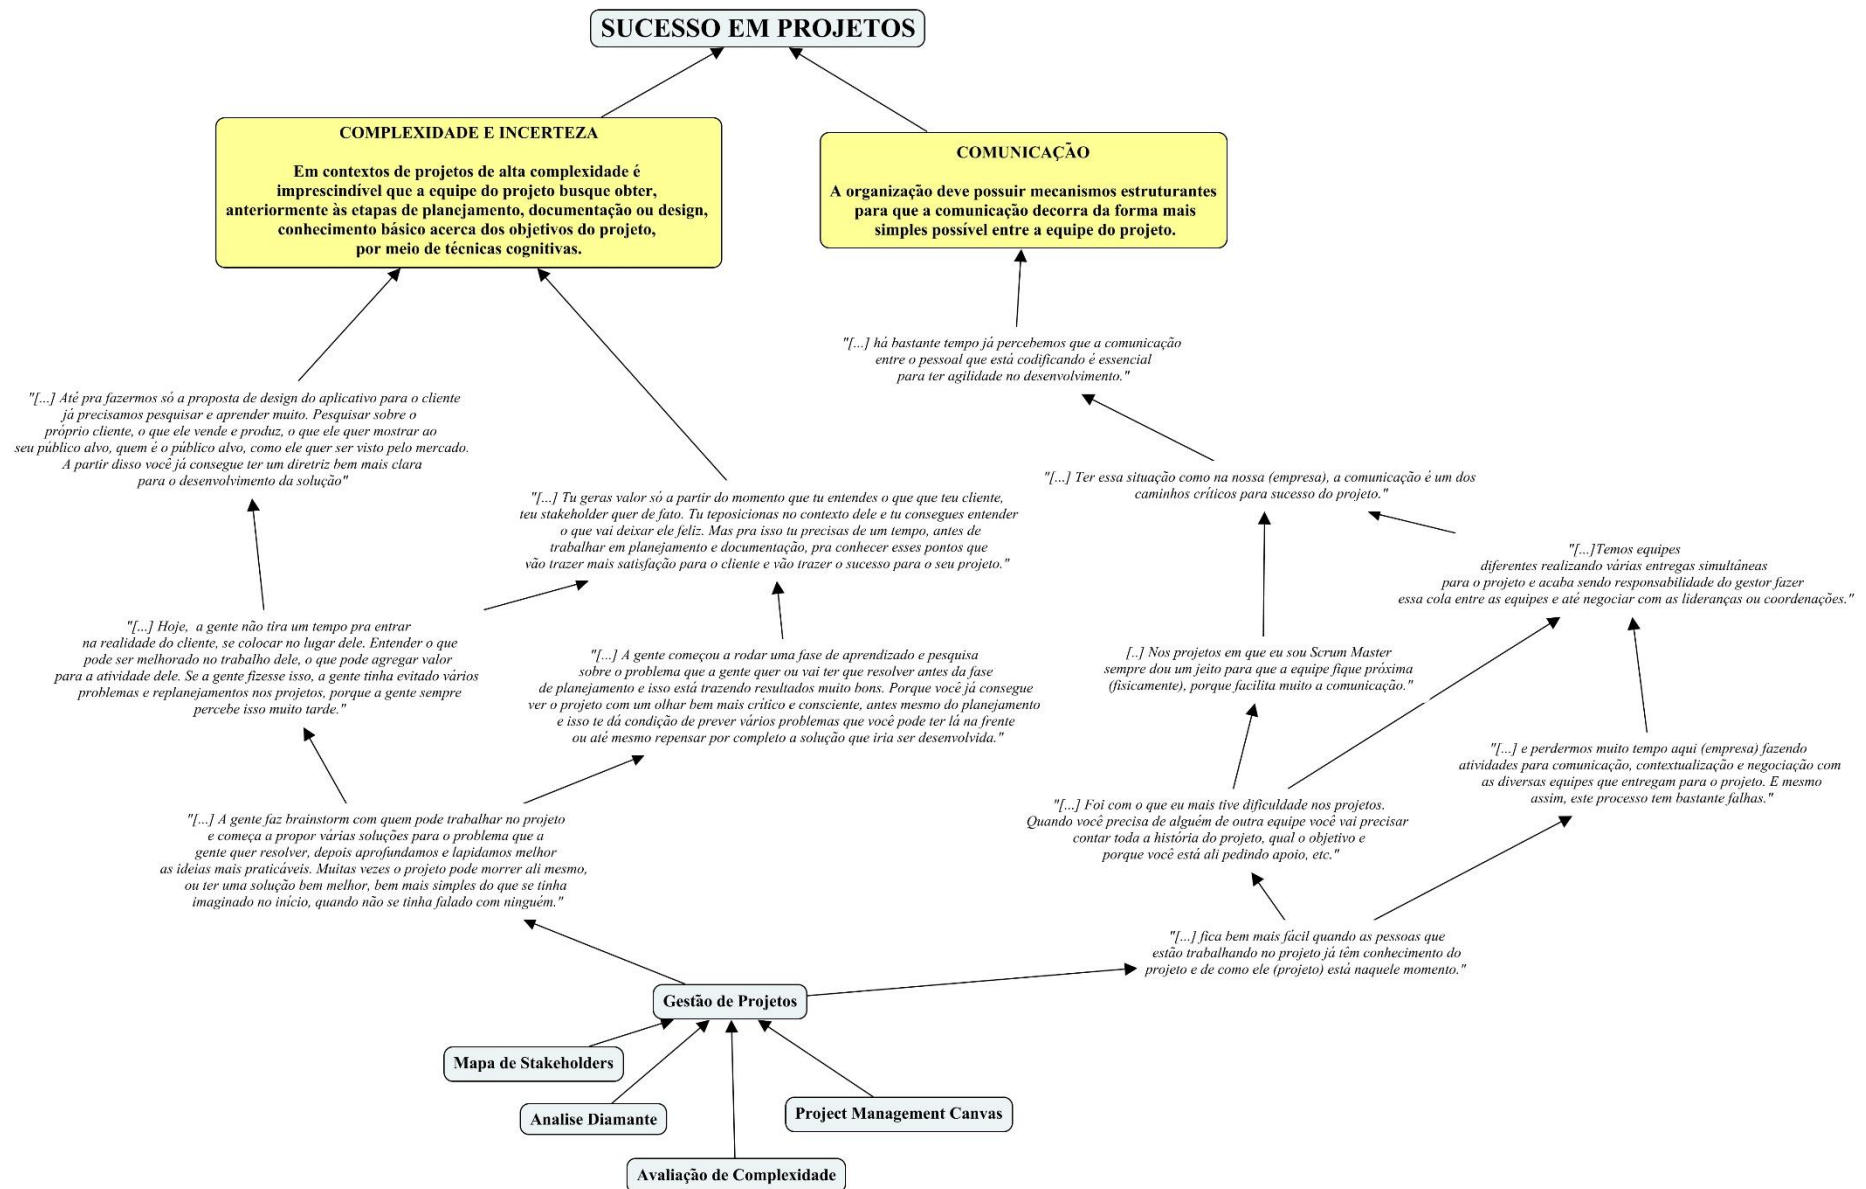 SUCESSO EM PROJETOS
COMPLEXIDADE E INCERTEZA
Em contextos de projetos de alta complexidade é
imprescindível que a equipe do projeto busque obter,
anteriormente às etapas de planejamento, documentação ou design,
conhecimento básico acerca dos objetivos do projeto,
por meio de técnicas cognitivas.
COMUNICAÇÃO
A organização deve possuir mecanismos estruturantes
para que a comunicação decorra da forma mais
simples possível entre a equipe do projeto.
"[...] há bastante tempo já percebemos que a comunicação
entre o pessoal que está codificando é essencial
para ter agilidade no desenvolvimento."
"[...] Até pra fazermos só a proposta de design do aplicativo para o cliente
já precisamos pesquisar e aprender muito. Pesquisar sobre o
próprio cliente, o que ele vende e produz, o que ele quer mostrar ao
seu público alvo, quem é o público alvo, como ele quer ser visto pelo mercado.
A partir disso você já consegue ter um diretriz bem mais clara
para o desenvolvimento da solução"
"[...] Tu geras valor só a partir do momento que tu entendes o que que teu cliente,
teu stakeholder quer de fato. Tu teposicionas no contexto dele e tu consegues entender
o que vai deixar ele feliz. Mas pra isso tu precisas de um tempo, antes de
trabalhar em planejamento e documentação, pra conhecer esses pontos que
vão trazer mais satisfação para o cliente e vão trazer o sucesso para o seu projeto."
"[...] Ter essa situação como na nossa (empresa), a comunicação é um dos
caminhos críticos para sucesso do projeto."
"[...]Temos equipes
diferentes realizando várias entregas simultâneas
para o projeto e acaba sendo responsabilidade do gestor fazer
essa cola entre as equipes e até negociar com as lideranças ou coordenações."
"[...] Hoje, a gente não tira um tempo pra entrar
na realidade do cliente, se colocar no lugar dele. Entender o que
pode ser melhorado no trabalho dele, o que pode agregar valor
para a atividade dele. Se a gente fizesse isso, a gente tinha evitado vários
problemas e replanejamentos nos projetos, porque a gente sempre
percebe isso muito tarde."
"[...] A gente começou a rodar uma fase de aprendizado e pesquisa
sobre o problema que a gente quer ou vai ter que resolver antes da fase
de planejamento e isso está trazendo resultados muito bons. Porque você já consegue
ver o projeto com um olhar bem mais crítico e consciente, antes mesmo do planejamento
e isso te dá condição de prever vários problemas que você pode ter lá na frente
ou até mesmo repensar por completo a solução que iria ser desenvolvida."
[..] Nos projetos em que eu sou Scrum Master
sempre dou um jeito para que a equipe fique próxima
(fisicamente), porque facilita muito a comunicação."
"[...] e perdermos muito tempo aqui (empresa) fazendo
atividades para comunicação, contextualização e negociação com
as diversas equipes que entregam para o projeto. E mesmo
assim, este processo tem bastante falhas."
"[...] A gente faz brainstorm com quem pode trabalhar no projeto
e começa a propor várias soluções para o problema que a
gente quer resolver, depois aprofundamos e lapidamos melhor
as ideias mais praticáveis. Muitas vezes o projeto pode morrer ali mesmo,
ou ter uma solução bem melhor, bem mais simples do que se tinha
imaginado no início, quando não se tinha falado com ninguém."
"[...] Foi com o que eu mais tive dificuldade nos projetos.
Quando você precisa de alguém de outra equipe você vai precisar
contar toda a história do projeto, qual o objetivo e
porque você está ali pedindo apoio, etc."
"[...] fica bem mais fácil quando as pessoas que
estão trabalhando no projeto já têm conhecimento do
projeto e de como ele (projeto) está naquele momento."
Gestão de Projetos
Mapa de Stakeholders
Analise Diamante
Project Management Canvas
Avaliação de Complexidade